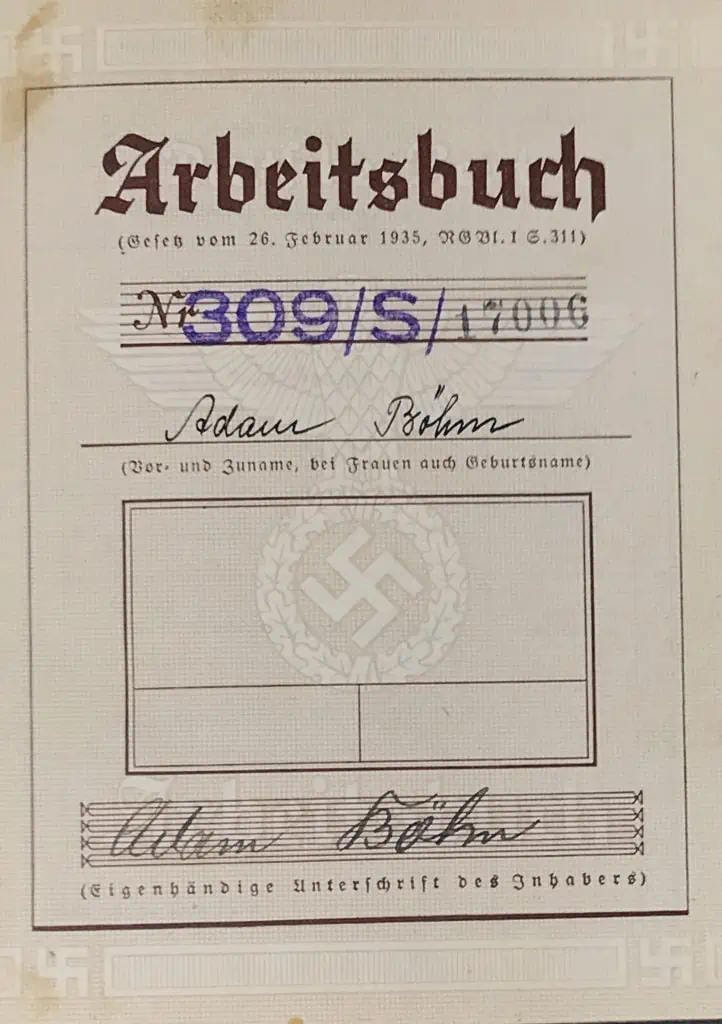 Arbeitsbuch
(Gesetz vom 26. Februar 1935, RGBl. I S. 311)
Nr 309/S/17006
Adam Böhm
(Vor- und Zuname, bei Frauen auch Geburtsname)
Adam Böhm
(Eigenhändige Unterschrift des Inhabers)